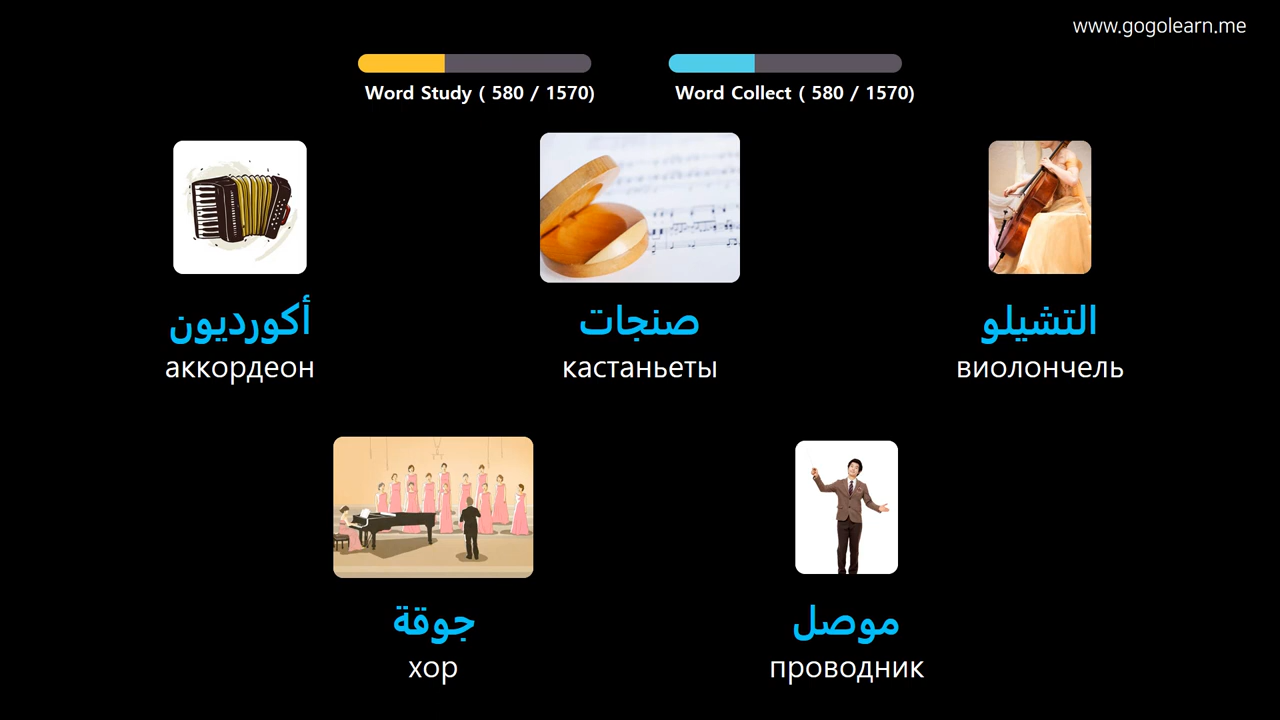 www.gogolearn.me
Word Study ( 580 / 1570)
Word Collect ( 580 / 1570)
أكورديون
аккордеон
صنجات
кастаньеты
التشيلو
виолончель
جوقة
хор
موصل
проводник